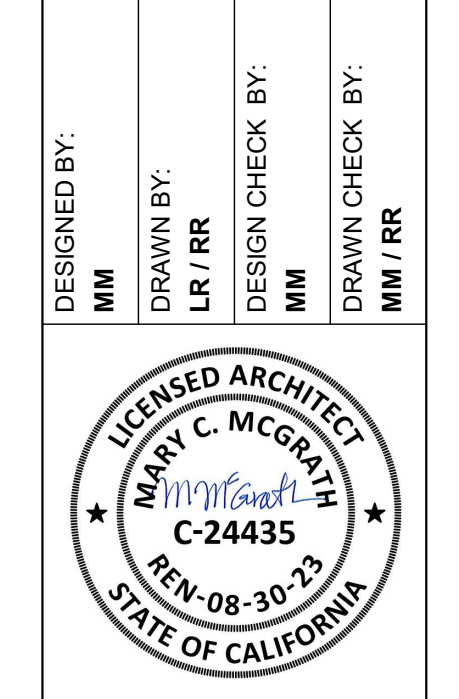 DESIGNED BY:
MM
DRAWN BY:
LR / RR
DESIGN CHECK BY:
MM
DRAWN CHECK BY:
MM / RR
LICENSED ARCHITECT
MARY C. MCGRATH
MMcGrath
C-24435
REN-08-30-23
STATE OF CALIFORNIA